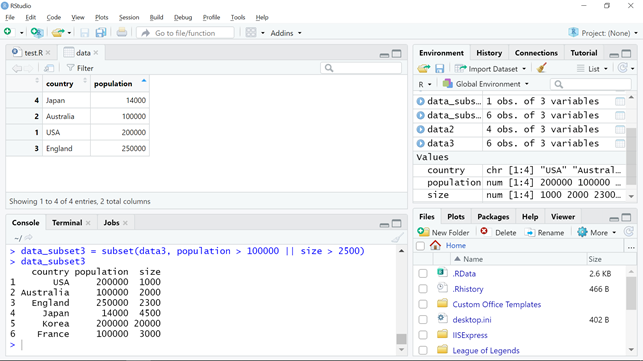 RStudio
File Edit Code View Plots Session Build Debug Profile Tools Help
Go to file/function
Addins
Project: (None)
test.R
data
Filter
country population
4 Japan 14000
2 Australia 100000
1 USA 200000
3 England 250000
Showing 1 to 4 of 4 entries, 2 total columns
Console Terminal Jobs
~/
> data_subset3 = subset(data3, population > 100000 || size > 2500)
> data_subset3
country population size
1 USA 200000 1000
2 Australia 100000 2000
3 England 250000 2300
4 Japan 14000 4500
5 Korea 200000 20000
6 France 100000 3000
>
Environment History Connections Tutorial
Import Dataset
List
R Global Environment
data_subs... 1 obs. of 3 variables
data_subs... 6 obs. of 3 variables
data2 4 obs. of 3 variables
data3 6 obs. of 3 variables
Values
country chr [1:4] "USA" "Austral...
population num [1:4] 200000 100000
size num [1:4] 1000 2000 2300...
Files Plots Packages Help Viewer
New Folder Delete Rename More
Home
...
Name Size
.RData 2.6 KB
.Rhistory 466 B
Custom Office Templates
desktop.ini 402 B
IISExpress
League of Legends